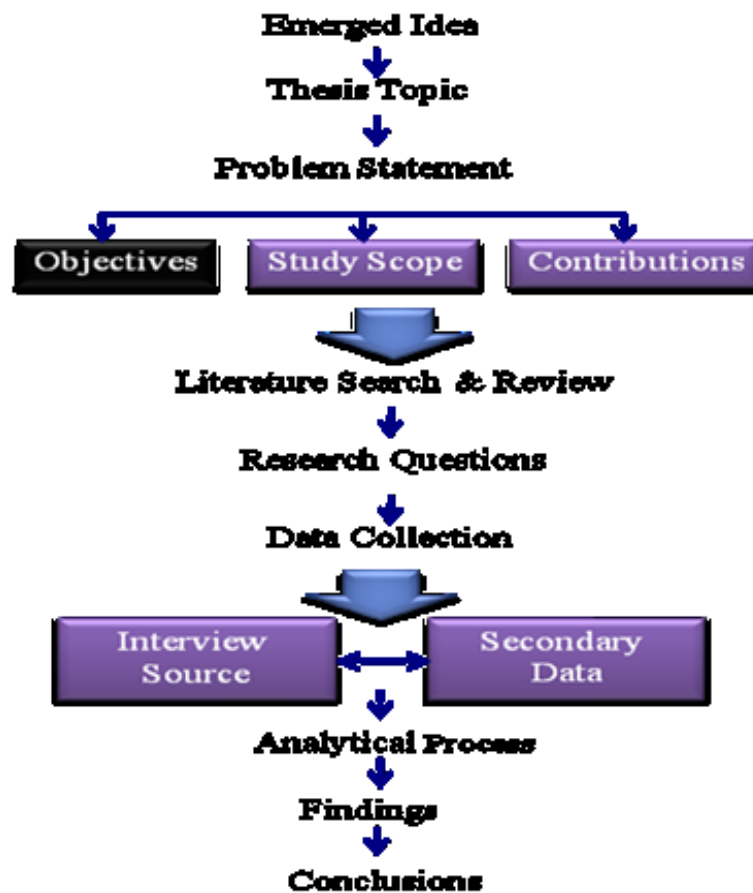 Emerged Idea
Thesis Topic
Problem Statement
Objectives
Study Scope
Contributions
Literature Search & Review
Research Questions
Data Collection
Interview
Source
Secondary
Data
Analytical Process
Findings
Conclusions